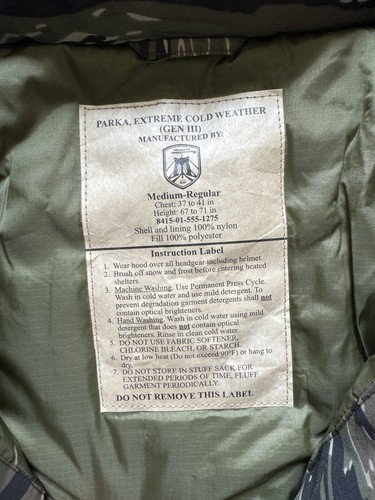 PARKA, EXTREME COLD WEATHER
(GEN III)
MANUFACTURED BY:
Medium-Regular
Chest: 37 to 41 in
Height: 67 to 71 in
8415-01-555-1275
Shell and lining 100% nylon
Fill 100% polyester
Instruction Label
1. Wear hood over all headgear including helmet.
2. Brush off snow and frost before entering heated
shelters.
3. Machine Washing. Use Permanent Press Cycle.
Wash in cold water and use mild detergent. To
prevent degradation garment detergents shall not
contain optical brighteners.
4. Hand Washing. Wash in cold water using mild
detergent that does not contain optical
brighteners. Rinse in clean cold water.
5. DO NOT USE FABRIC SOFTENER,
CHLORINE BLEACH, OR STARCH.
6. Dry at low heat (Do not exceed 90°F) or hang to
dry.
7. DO NOT STORE IN STUFF SACK FOR
EXTENDED PERIODS OF TIME, FLUFF
GARMENT PERIODICALLY.
DO NOT REMOVE THIS LABEL